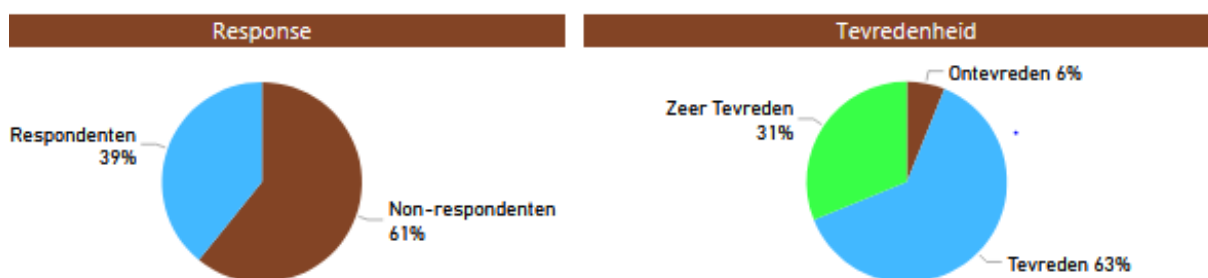 Response
Respondenten
39%
Non-respondenten
61%
Tevredenheid
Ontevreden 6%
Zeer Tevreden
31%
Tevreden 63%